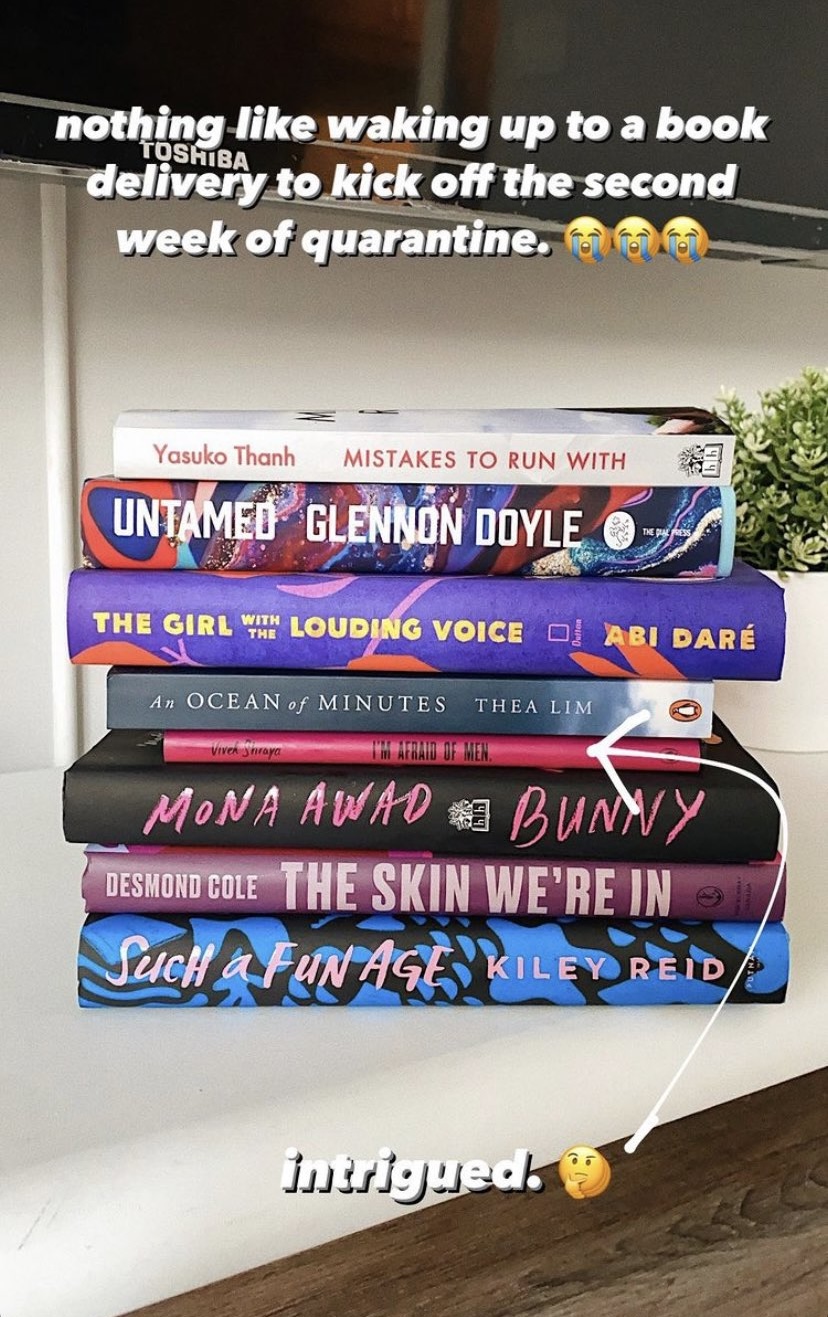 nothing like waking up to a book
TOSHIBA
delivery to kick off the second
week of quarantine. 😭😭😭
Yasuko Thanh MISTAKES TO RUN WITH
UNTAMED GLENNON DOYLE THE DIAL PRESS
THE GIRL WITH THE LOUDING VOICE Dutton ABI DARÉ
An OCEAN of MINUTES THEA LIM
Vivek Shraya I'M AFRAID OF MEN.
MONA AWAD hh BUNNY
DESMOND COLE THE SKIN WE'RE IN
SUCH a FUN AGE KILEY REID PUTNAM
intrigued. 🤔